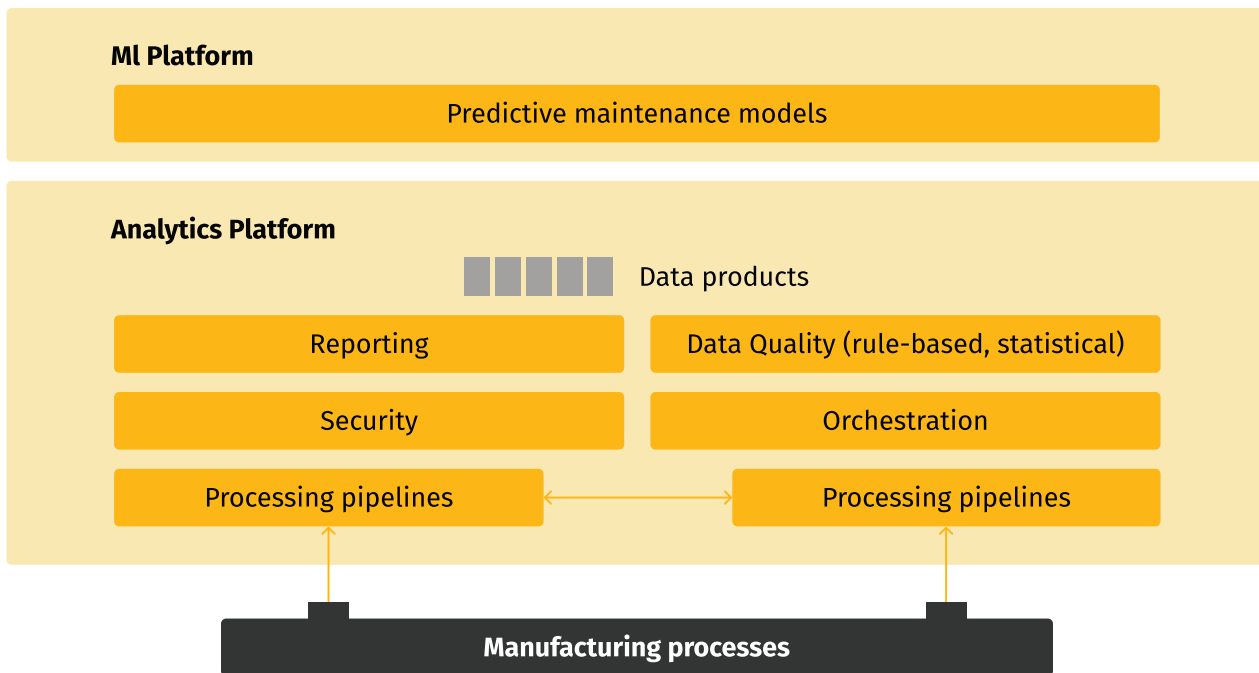 Ml Platform
Predictive maintenance models
Analytics Platform
Data products
Reporting
Data Quality (rule-based, statistical)
Security
Orchestration
Processing pipelines
Processing pipelines
Manufacturing processes